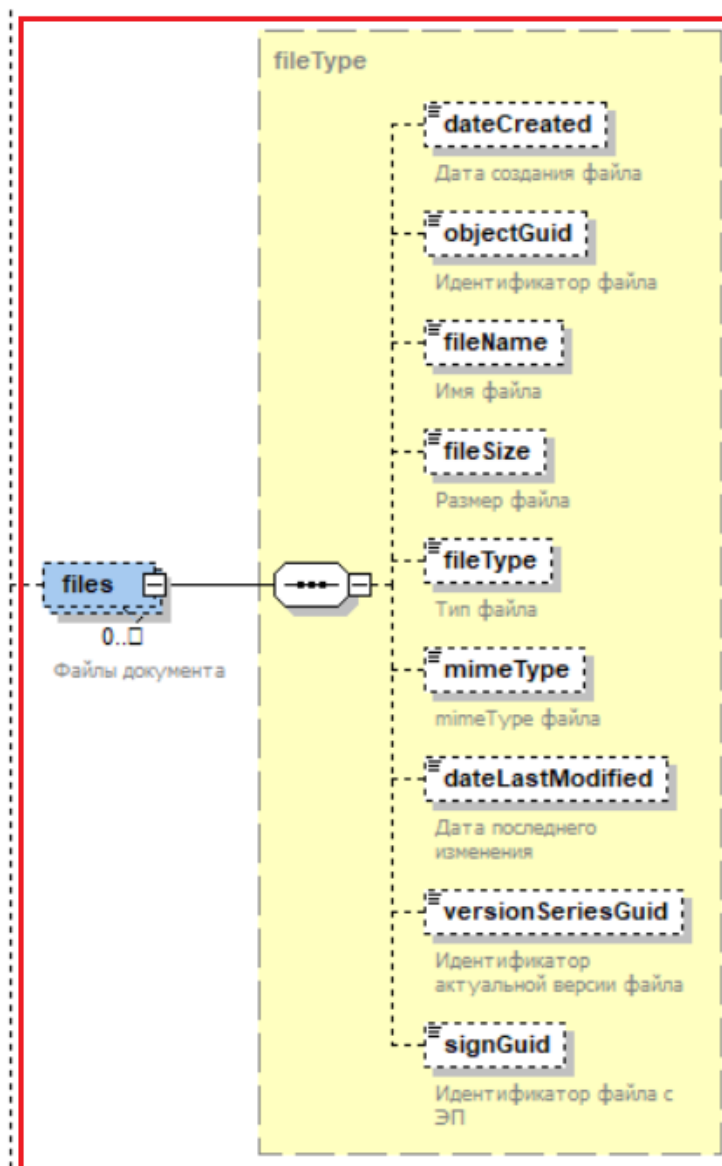 fileType
dateCreated
Дата создания файла
objectGuid
Идентификатор файла
fileName
Имя файла
fileSize
Размер файла
files
0..□
Файлы документа
fileType
Тип файла
mimeType
mimeType файла
dateLastModified
Дата последнего
изменения
versionSeriesGuid
Идентификатор
актуальной версии файла
signGuid
Идентификатор файла с
ЭП